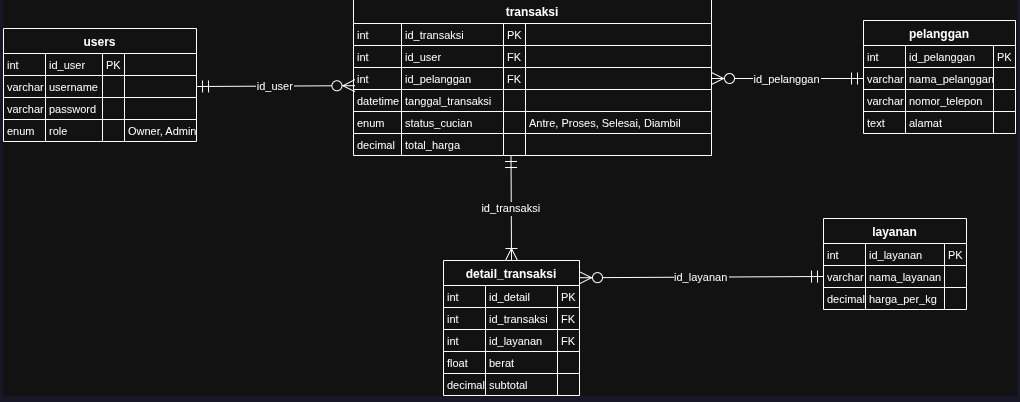 transaksi
int id_transaksi PK
int id_user FK
int id_pelanggan FK
datetime tanggal_transaksi
enum status_cucian Antre, Proses, Selesai, Diambil
decimal total_harga
users
int id_user PK
varchar username
varchar password
enum role Owner, Admin
id_user
pelanggan
int id_pelanggan PK
varchar nama_pelanggan
varchar nomor_telepon
text alamat
id_pelanggan
id_transaksi
detail_transaksi
int id_detail PK
int id_transaksi FK
int id_layanan FK
float berat
decimal subtotal
id_layanan
layanan
int id_layanan PK
varchar nama_layanan
decimal harga_per_kg